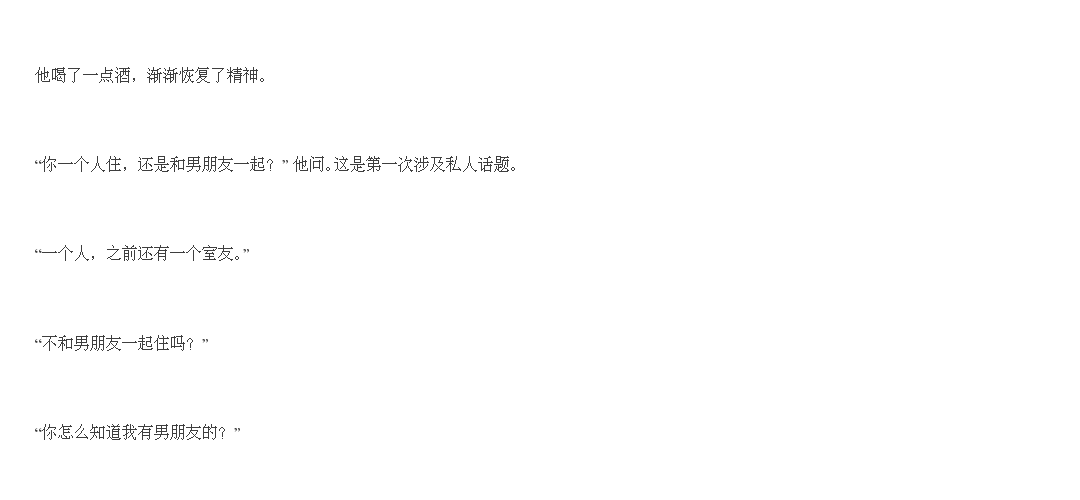 他喝了一点酒，渐渐恢复了精神。
“你一个人住，还是和男朋友一起？” 他问。这是第一次涉及私人话题。
“一个人，之前还有一个室友。”
“不和男朋友一起住吗？”
“你怎么知道我有男朋友的？”